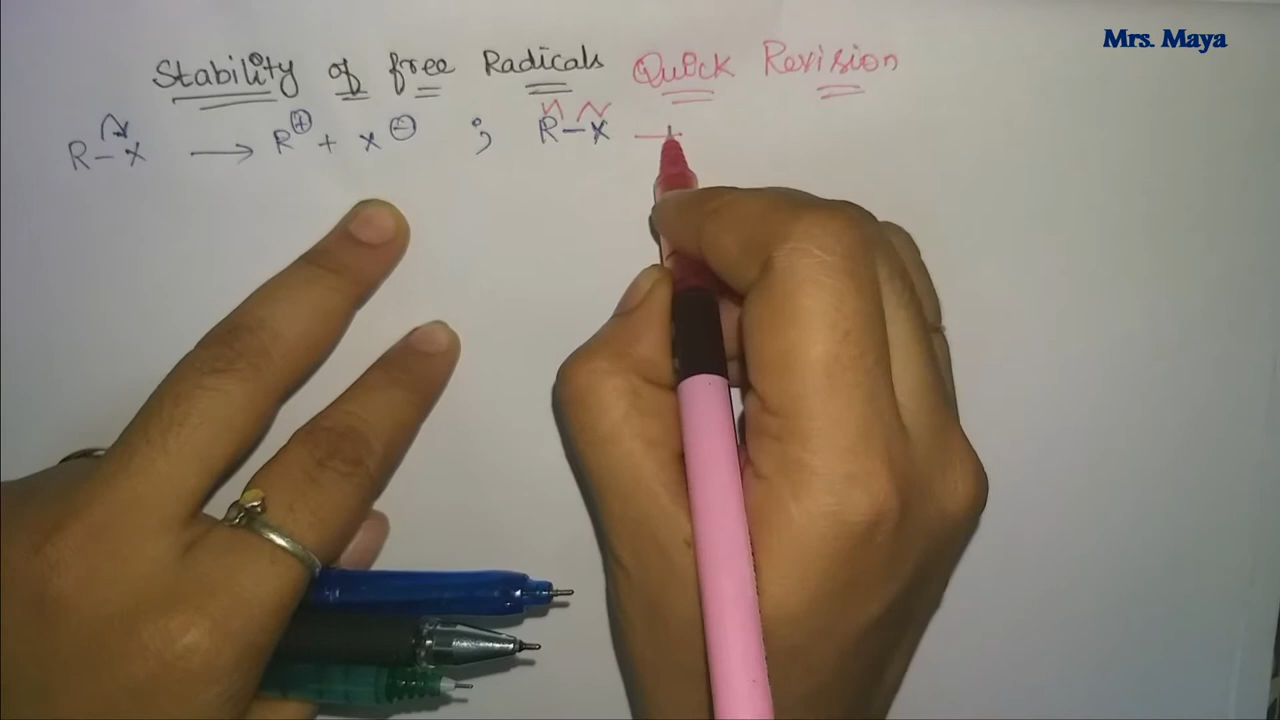 Mrs. Maya
Stability of free Radicals Quick Revision
R-X → R⊕ + X⊖ ; R-X →